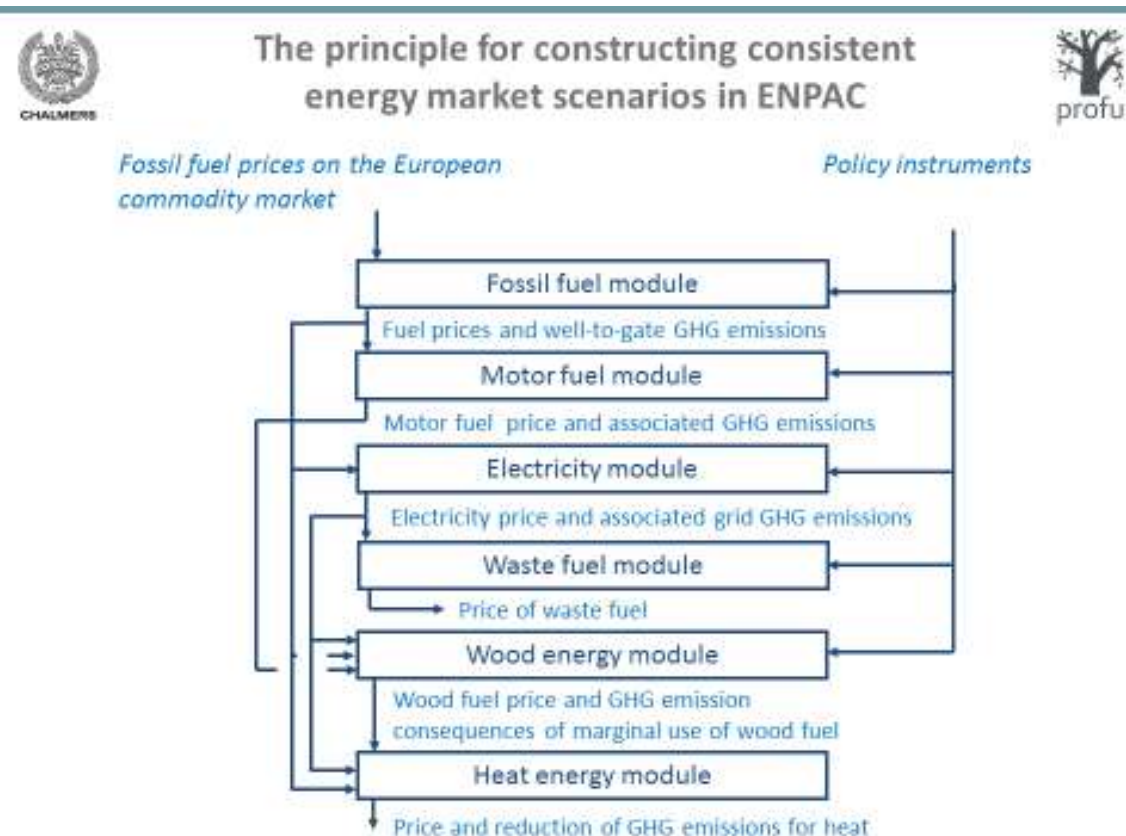 The principle for constructing consistent
energy market scenarios in ENPAC
CHALMERS
profu
Fossil fuel prices on the European
commodity market
Policy instruments
Fossil fuel module
Fuel prices and well-to-gate GHG emissions
Motor fuel module
Motor fuel price and associated GHG emissions
Electricity module
Electricity price and associated grid GHG emissions
Waste fuel module
Price of waste fuel
Wood energy module
Wood fuel price and GHG emission
consequences of marginal use of wood fuel
Heat energy module
Price and reduction of GHG emissions for heat